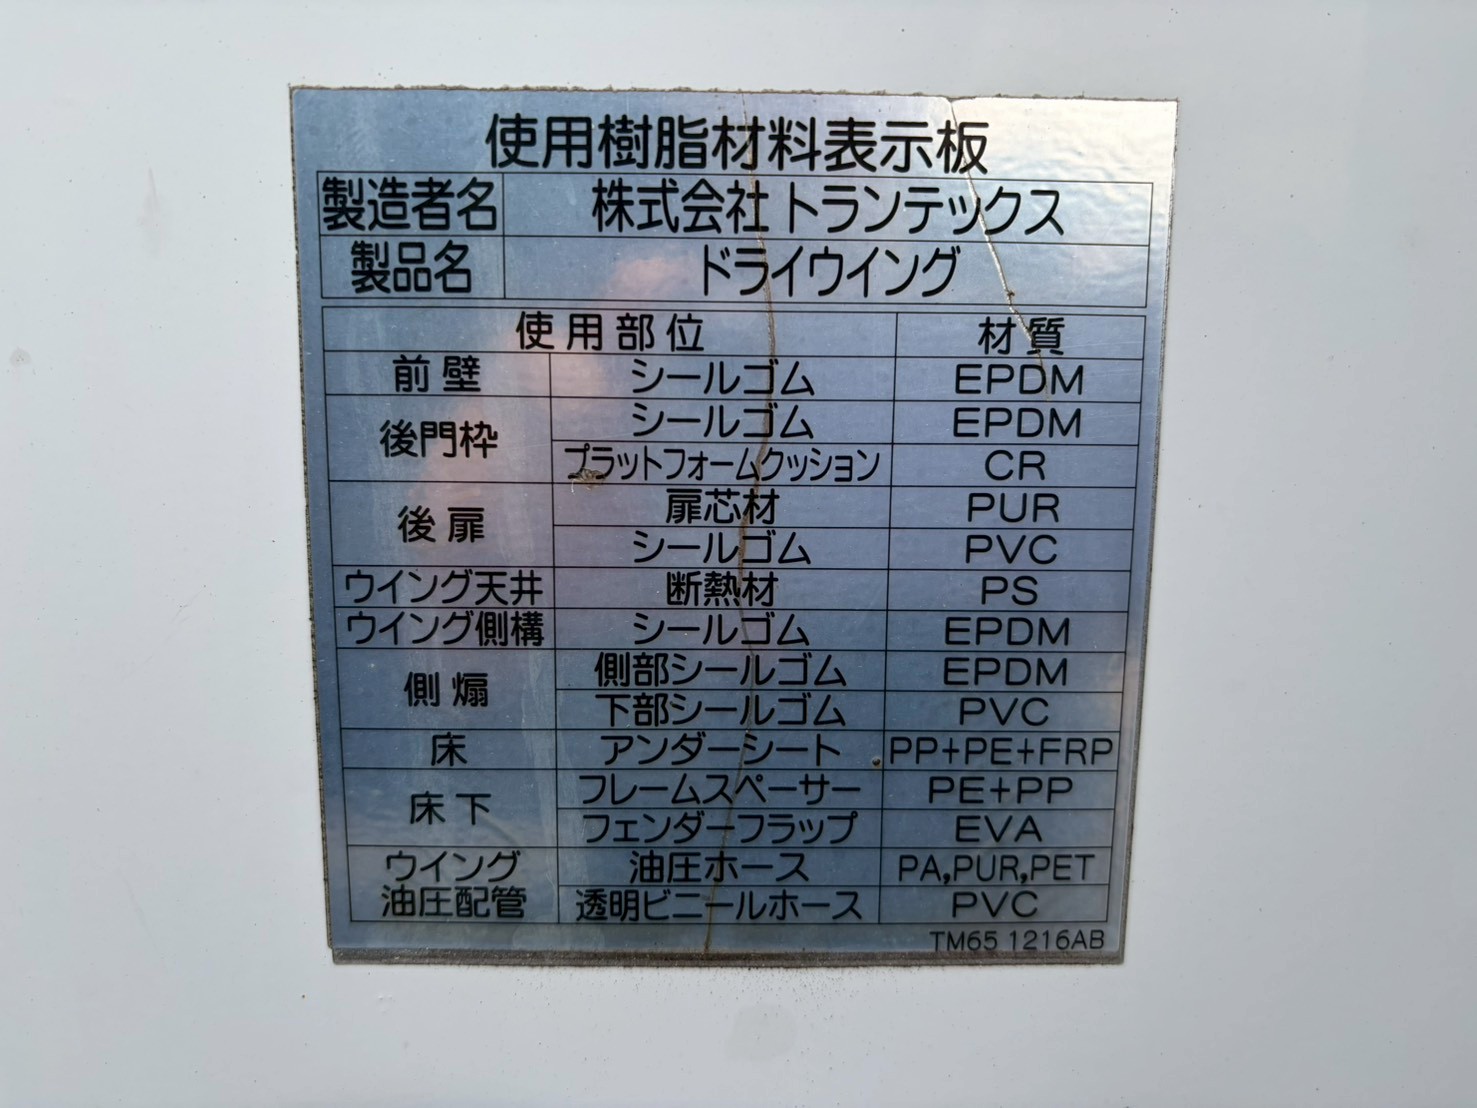 使用樹脂材料表示板
製造者名 株式会社 トランテックス
製品名 ドライウイング
使用部位 材質
前壁 シールゴム EPDM
後門枠 シールゴム EPDM
プラットフォームクッション CR
後扉 扉芯材 PUR
シールゴム PVC
ウイング天井 断熱材 PS
ウイング側構 シールゴム EPDM
側煽 側部シールゴム EPDM
下部シールゴム PVC
床 アンダーシート PP+PE+FRP
床下 フレームスペーサー PE+PP
フェンダーフラップ EVA
ウイング 油圧ホース PA,PUR,PET
油圧配管 透明ビニールホース PVC
TM65 1216AB